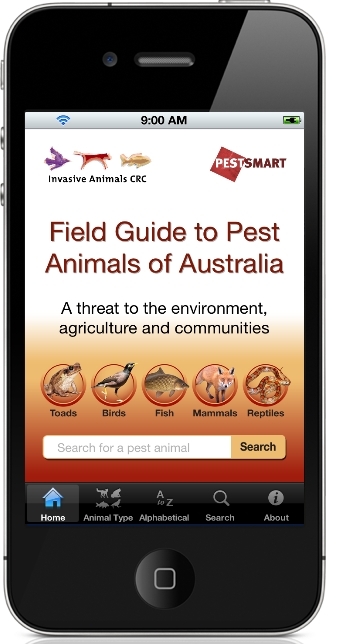 9:00 AM
Invasive Animals CRC
PESTSMART
Field Guide to Pest
Animals of Australia
A threat to the environment,
agriculture and communities
Toads Birds Fish Mammals Reptiles
Search for a pest animal Search
A to Z
Home Animal Type Alphabetical Search About